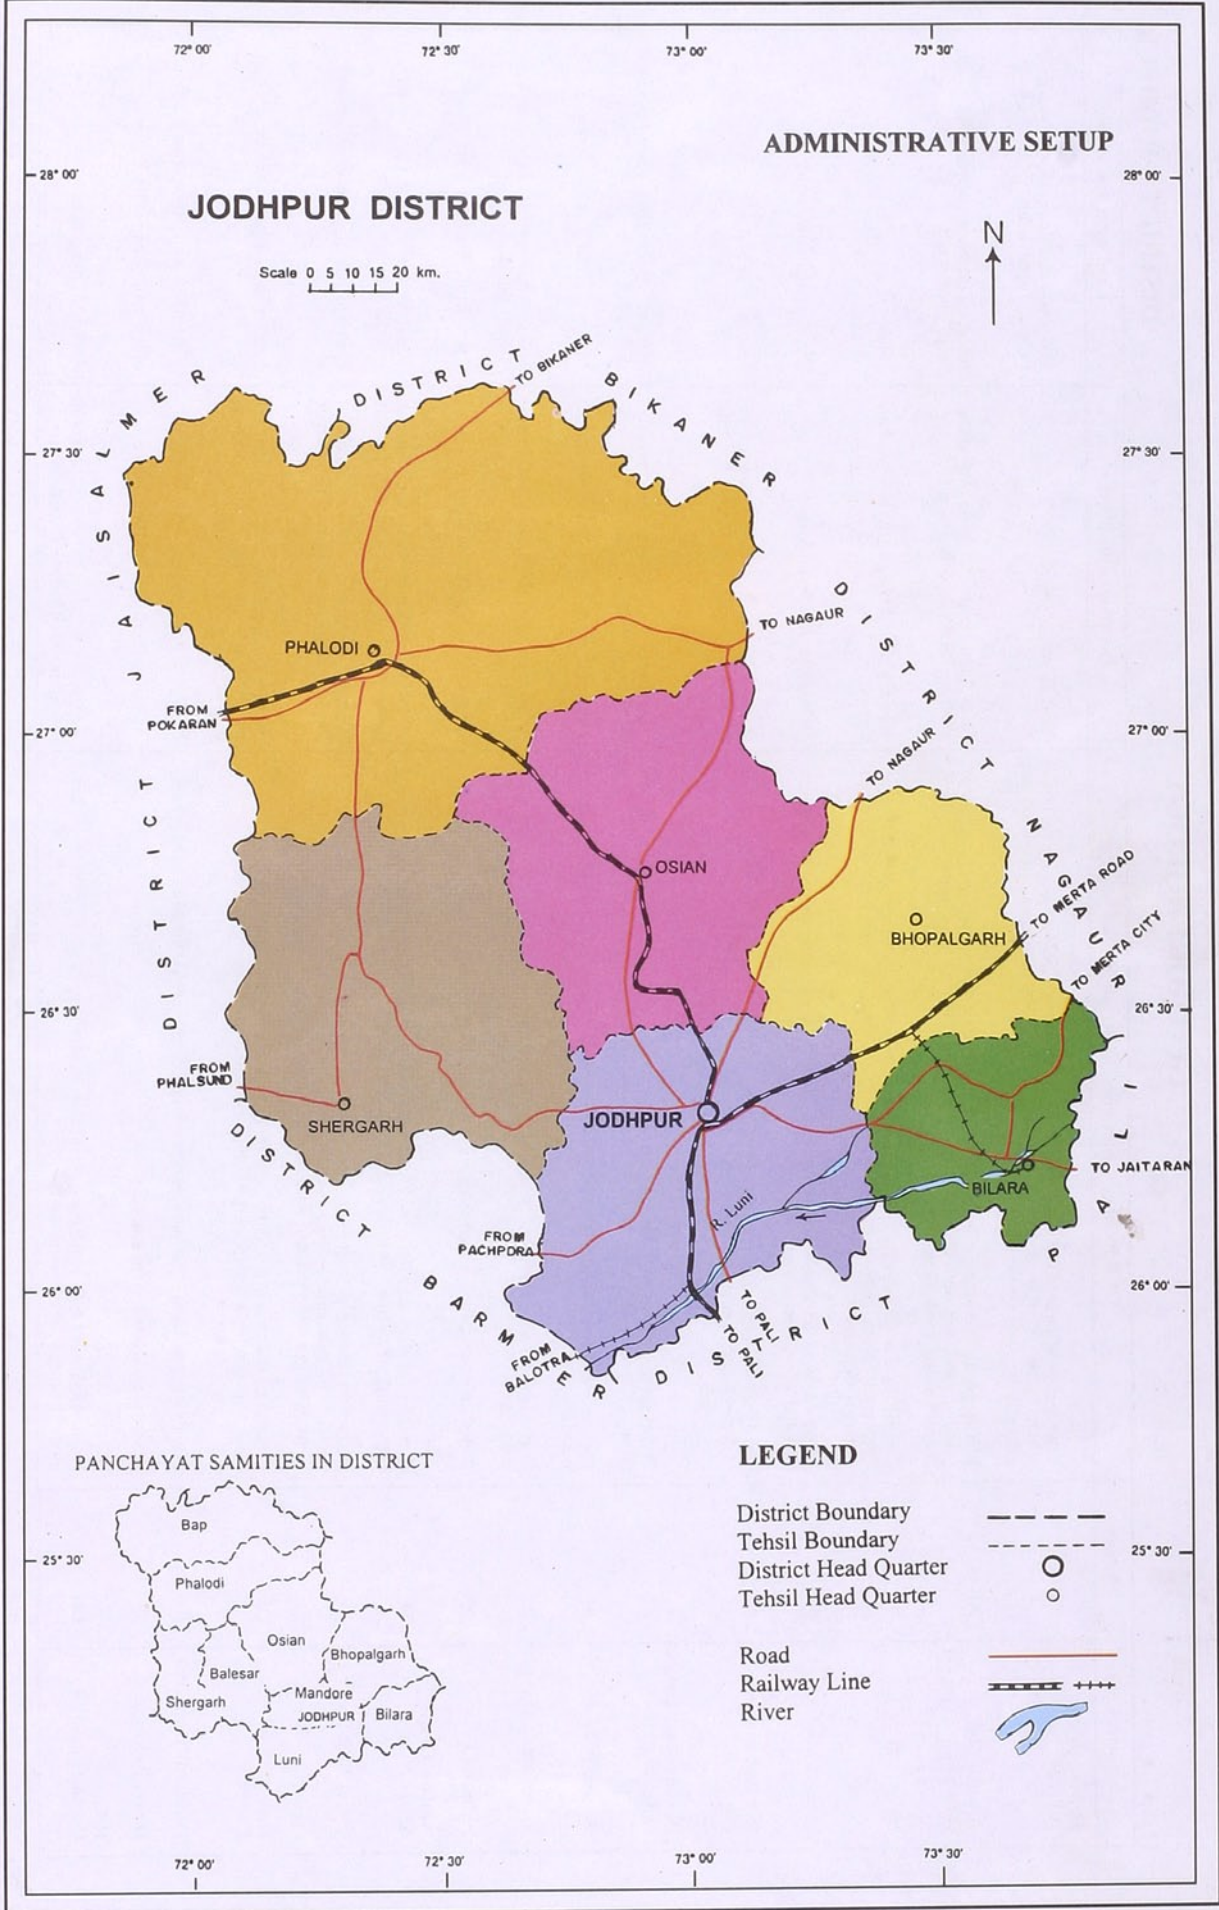 72° 00'
72° 30'
73° 00'
73° 30'
ADMINISTRATIVE SETUP
28° 00'
28° 00'
JODHPUR DISTRICT
N
Scale 0 5 10 15 20 km.
TO BIKANER
JAISALMER DISTRICT
BIKANER DISTRICT
27° 30'
27° 30'
TO NAGAUR
PHALODI
FROM
POKARAN
27° 00'
27° 00'
TO NAGAUR
DISTRICT NAGAUR
OSIAN
TO MERTA ROAD
BHOPALGARH
TO MERTA CITY
26° 30'
26° 30'
FROM
PHALSUND
SHERGARH
JODHPUR
TO JAITARAN
BILARA
R. Luni
FROM
PACHPDRA
26° 00'
26° 00'
DISTRICT BARMER
PALI DISTRICT
TO PALI
TO PALI
FROM
BALOTRA
PANCHAYAT SAMITIES IN DISTRICT
Bap
Phalodi
Osian
Bhopalgarh
Balesar
Shergarh
Mandore
JODHPUR
Bilara
Luni
LEGEND
District Boundary
Tehsil Boundary
District Head Quarter
Tehsil Head Quarter
Road
Railway Line
River
25° 30'
25° 30'
72° 00'
72° 30'
73° 00'
73° 30'